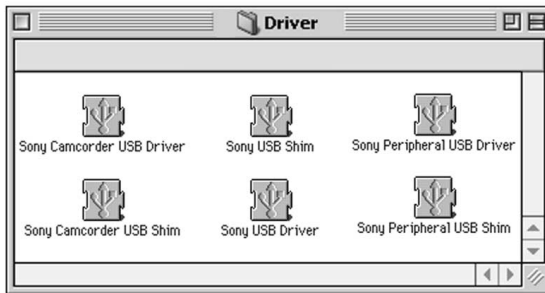 Driver
Sony Camcorder USB Driver Sony USB Shim Sony Peripheral USB Driver
Sony Camcorder USB Shim Sony USB Driver Sony Peripheral USB Shim